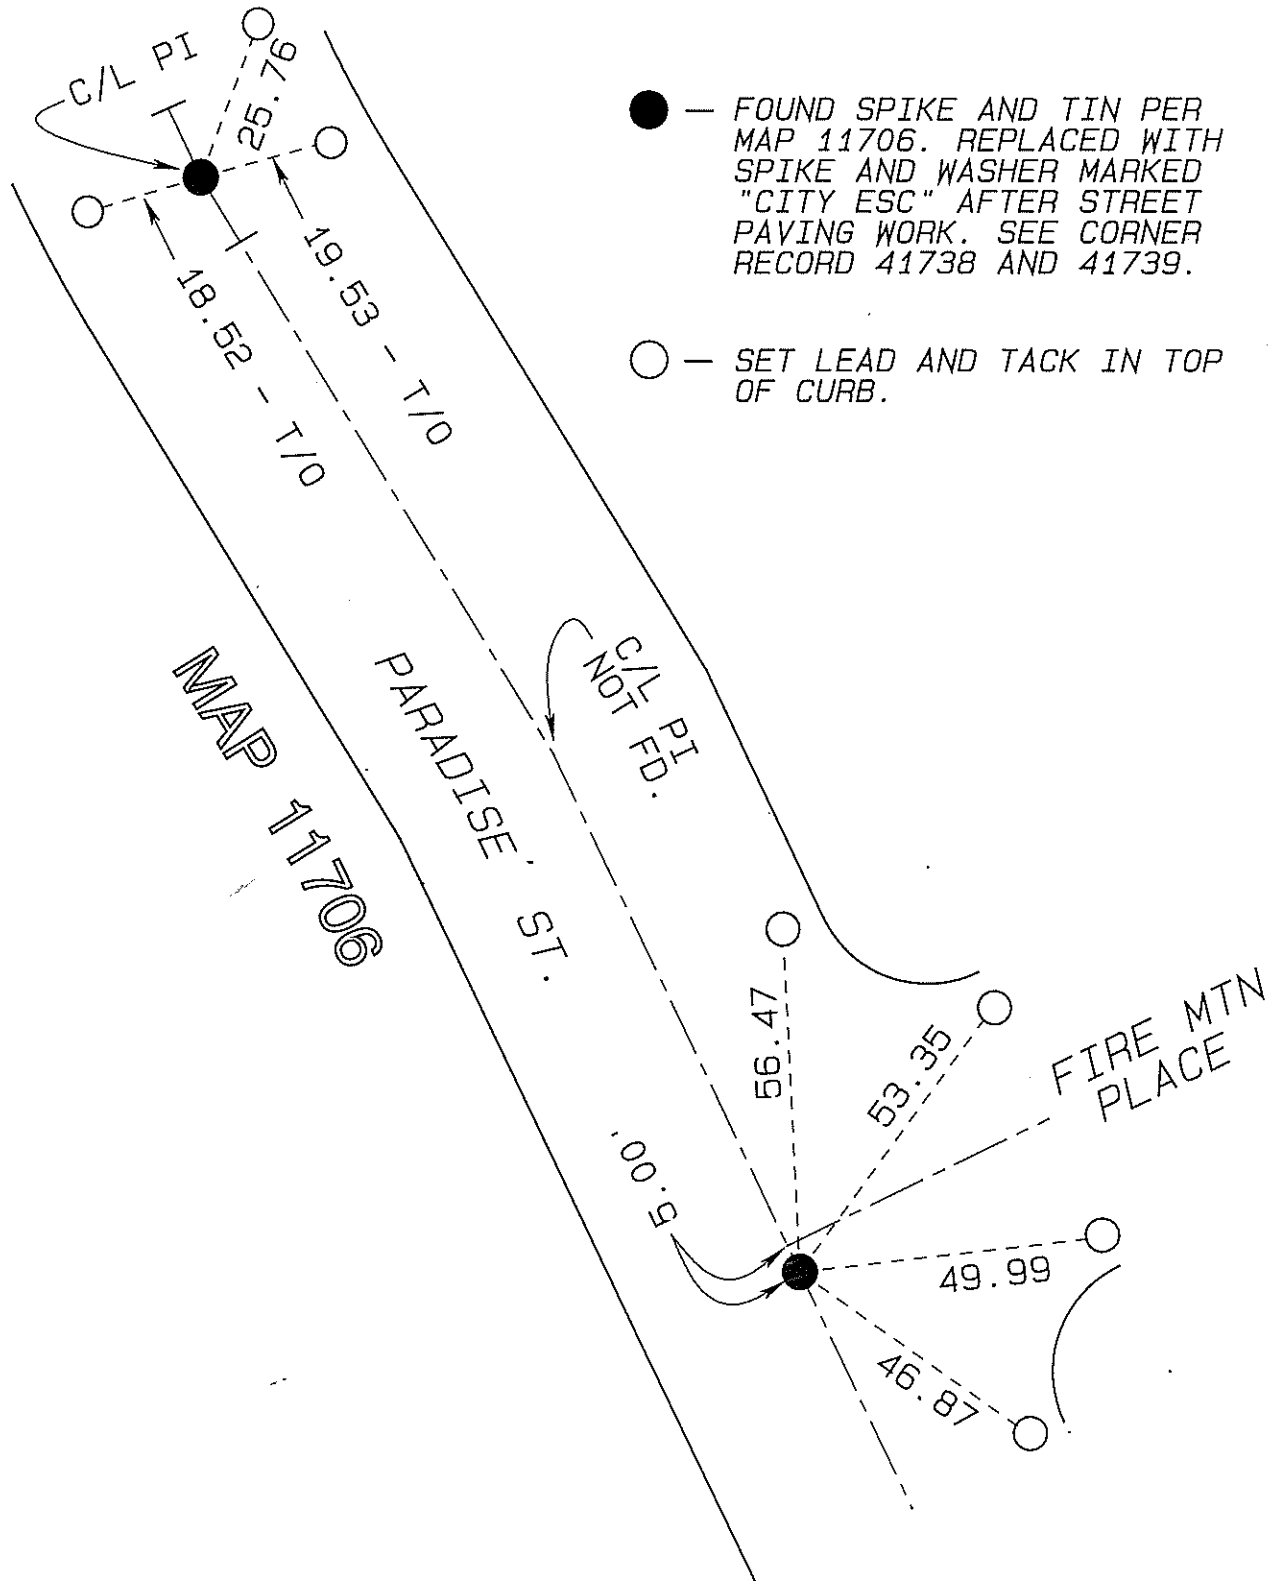 C/L PI
25.76
● — FOUND SPIKE AND TIN PER
MAP 11706. REPLACED WITH
SPIKE AND WASHER MARKED
"CITY ESC" AFTER STREET
PAVING WORK. SEE CORNER
RECORD 41738 AND 41739.
○ — SET LEAD AND TACK IN TOP
OF CURB.
19.53 - T/O
18.52 - T/O
C/L PI
NOT FD.
MAP 11706
PARADISE ST.
56.47
53.35
FIRE MTN
PLACE
5.00'
49.99
46.87